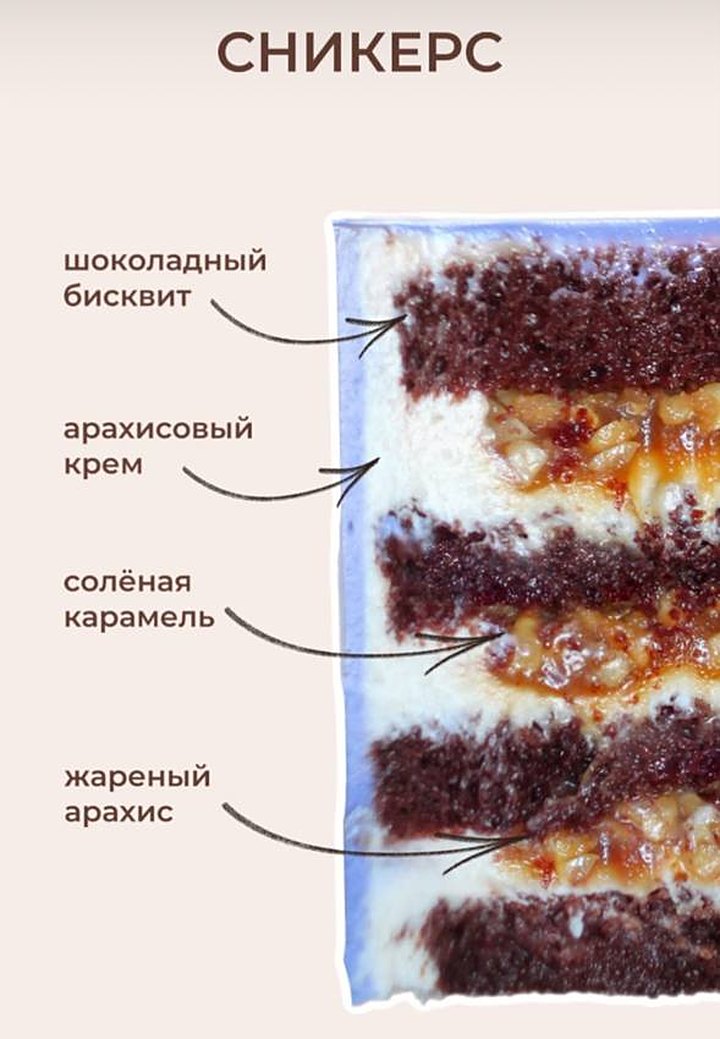 СНИКЕРС
шоколадный
бисквит
арахисовый
крем
солёная
карамель
жареный
арахис